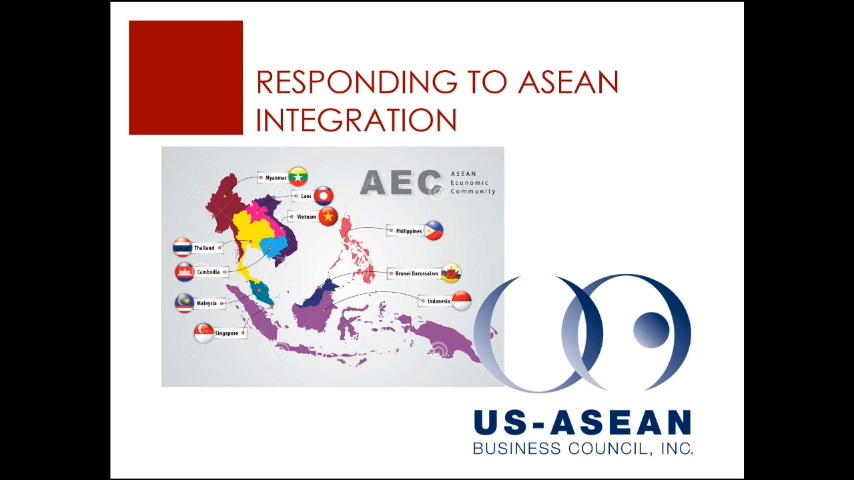 RESPONDING TO ASEAN
INTEGRATION
AEC
ASEAN
Economic
Community
Myanmar
Laos
Vietnam
Philippines
Thailand
Cambodia
Brunei Darussalam
Malaysia
Indonesia
Singapore
US-ASEAN
BUSINESS COUNCIL, INC.